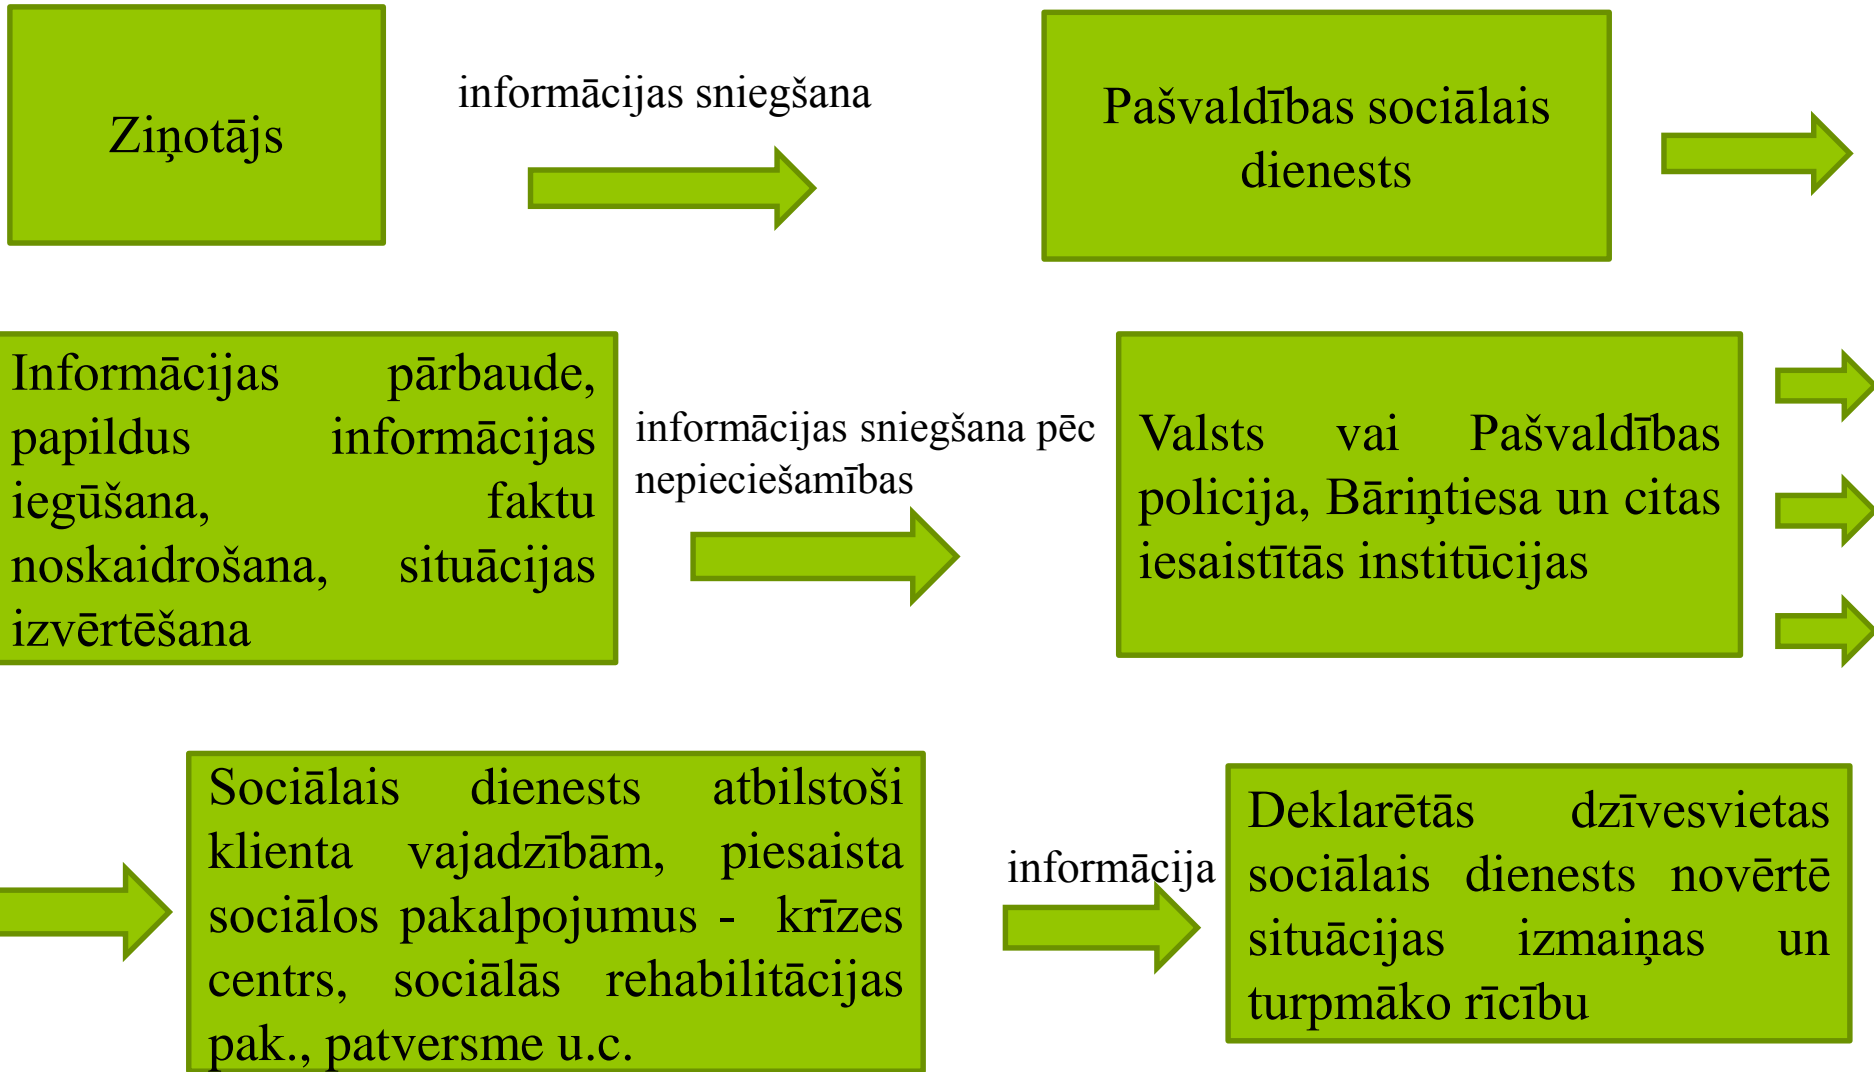 Ziņotājs
informācijas sniegšana
Pašvaldības sociālais
dienests
Informācijas pārbaude,
papildus informācijas
iegūšana, faktu
noskaidrošana, situācijas
izvērtēšana
informācijas sniegšana pēc
nepieciešamības
Valsts vai Pašvaldības
policija, Bāriņtiesa un citas
iesaistītās institūcijas
Sociālais dienests atbilstoši
klienta vajadzībām, piesaista
sociālos pakalpojumus - krīzes
centrs, sociālās rehabilitācijas
pak., patversme u.c.
informācija
Deklarētās dzīvesvietas
sociālais dienests novērtē
situācijas izmaiņas un
turpmāko rīcību